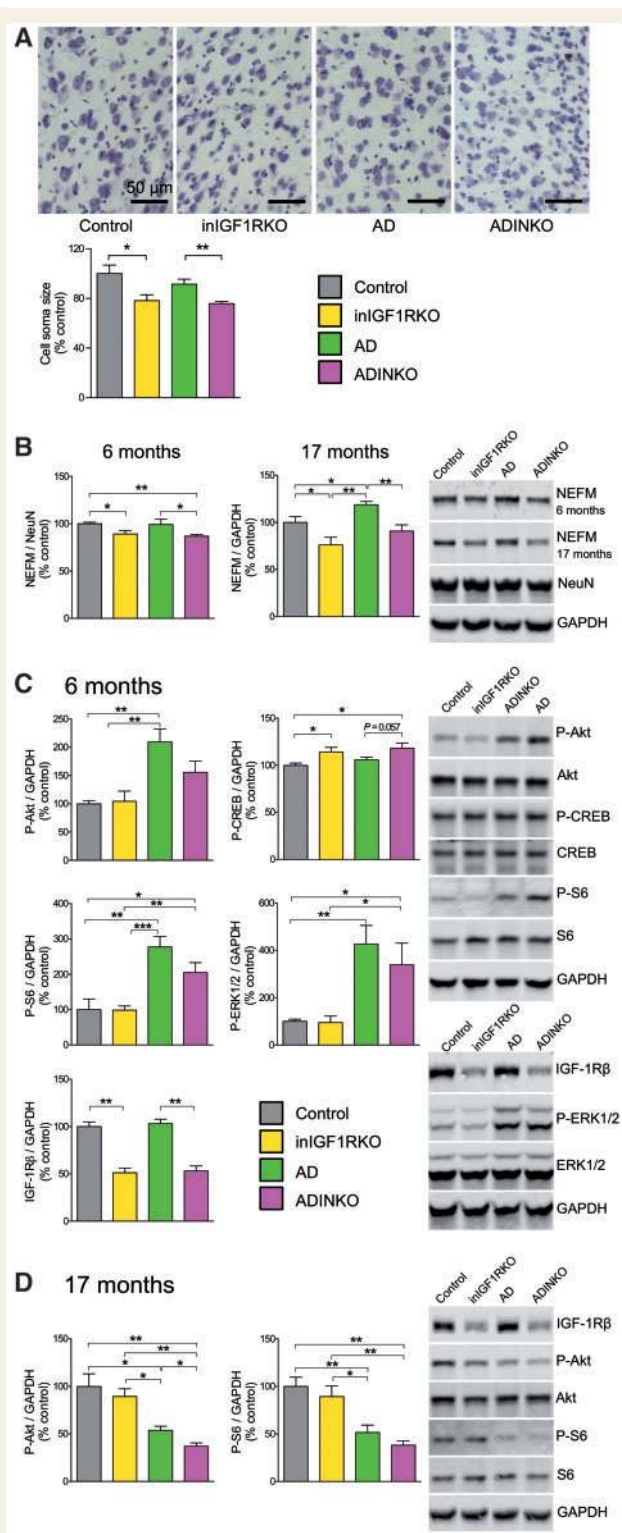 A
50 µm
Control inIGF1RKO AD ADINKO
Cell soma size
(% control)
120
80
40
0
*
**
Control
inIGF1RKO
AD
ADINKO
B
6 months
NEFM / NeuN
(% control)
100
50
0
**
*
*
17 months
NEFM / GAPDH
(% control)
100
50
0
*
**
*
**
Control inIGF1RKO AD ADINKO
NEFM
6 months
NEFM
17 months
NeuN
GAPDH
C
6 months
P-Akt / GAPDH
(% control)
250
200
150
100
50
0
**
**
P-CREB / GAPDH
(% control)
150
100
50
0
*
*
P = 0.057
Control inIGF1RKO ADINKO AD
P-Akt
Akt
P-CREB
CREB
P-S6
S6
GAPDH
P-S6 / GAPDH
(% control)
400
300
200
100
0
*
**
**
***
P-ERK1/2 / GAPDH
(% control)
600
400
200
0
*
**
*
IGF-1Rβ / GAPDH
(% control)
150
100
50
0
**
**
Control
inIGF1RKO
AD
ADINKO
Control inIGF1RKO AD ADINKO
IGF-1Rβ
P-ERK1/2
ERK1/2
GAPDH
D
17 months
P-Akt / GAPDH
(% control)
150
100
50
0
**
**
*
*
*
P-S6 / GAPDH
(% control)
150
100
50
0
**
**
**
*
Control inIGF1RKO AD ADINKO
IGF-1Rβ
P-Akt
Akt
P-S6
S6
GAPDH